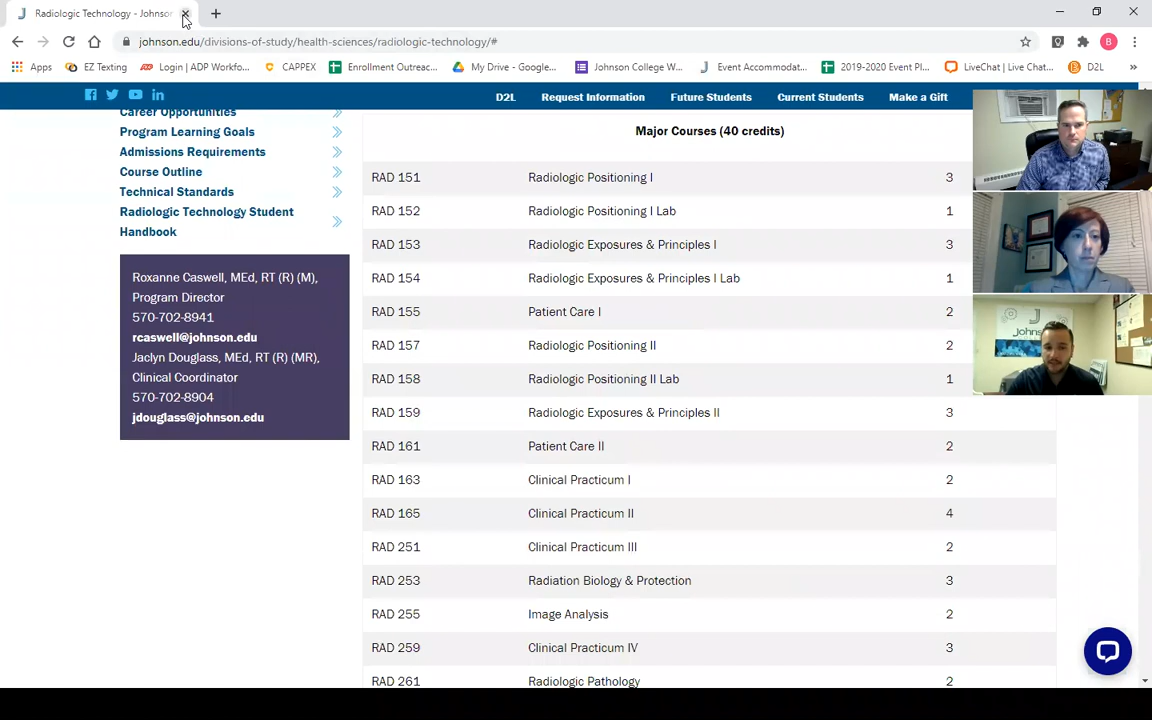 Radiologic Technology - Johnson
johnson.edu/divisions-of-study/health-sciences/radiologic-technology/#
B
Apps EZ Texting Login | ADP Workfo... CAPPEX Enrollment Outreac... My Drive - Google... Johnson College W... Event Accommodat... 2019-2020 Event Pl... LiveChat | Live Chat... D2L »
D2L Request Information Future Students Current Students Make a Gift
Career Opportunities
Program Learning Goals
Admissions Requirements
Course Outline
Technical Standards
Radiologic Technology Student
Handbook
Roxanne Caswell, MEd, RT (R) (M),
Program Director
570-702-8941
rcaswell@johnson.edu
Jaclyn Douglass, MEd, RT (R) (MR),
Clinical Coordinator
570-702-8904
jdouglass@johnson.edu
Major Courses (40 credits)
RAD 151 Radiologic Positioning I 3
RAD 152 Radiologic Positioning I Lab 1
RAD 153 Radiologic Exposures & Principles I 3
RAD 154 Radiologic Exposures & Principles I Lab 1
RAD 155 Patient Care I 2
RAD 157 Radiologic Positioning II 2
RAD 158 Radiologic Positioning II Lab 1
RAD 159 Radiologic Exposures & Principles II 3
RAD 161 Patient Care II 2
RAD 163 Clinical Practicum I 2
RAD 165 Clinical Practicum II 4
RAD 251 Clinical Practicum III 2
RAD 253 Radiation Biology & Protection 3
RAD 255 Image Analysis 2
RAD 259 Clinical Practicum IV 3
RAD 261 Radiologic Pathology 2